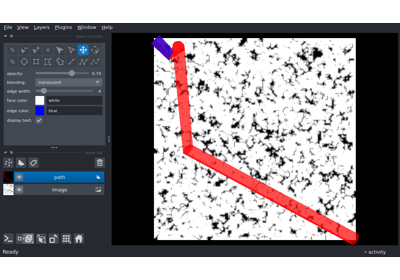 File View Layers Plugins Window Help
opacity: 0.70
blending: translucent
edge width:
face color: white
edge color: blue
display text:
path
Image
Ready
activity